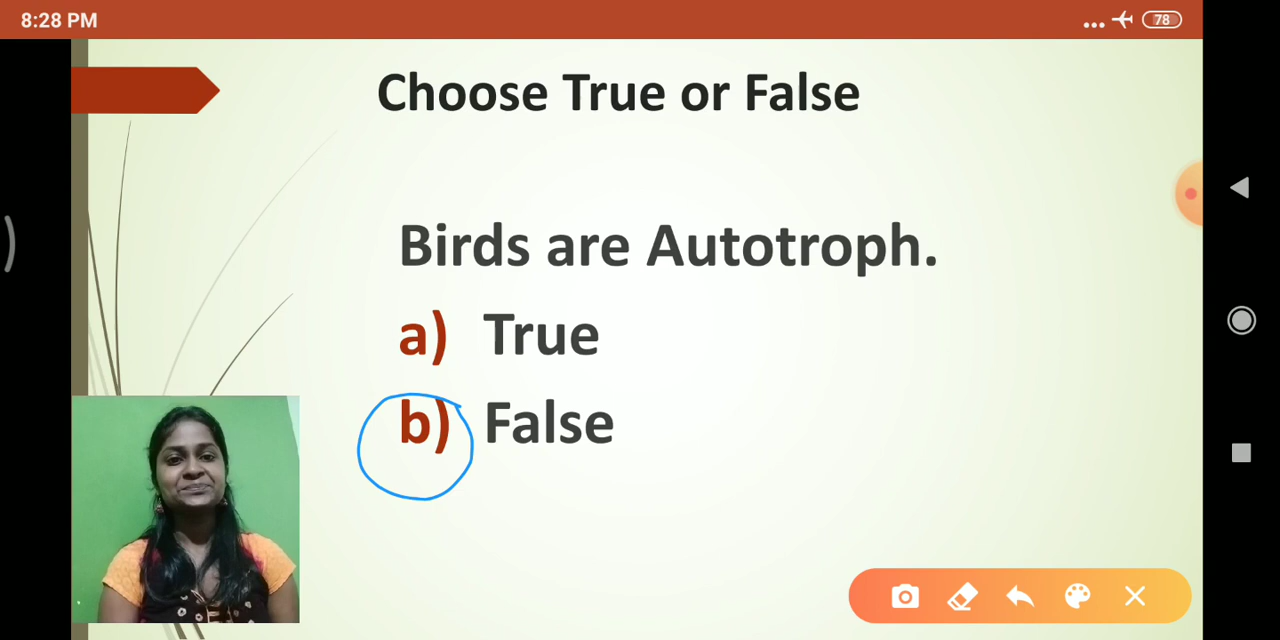 8:28 PM
78
Choose True or False
Birds are Autotroph.
a) True
b) False